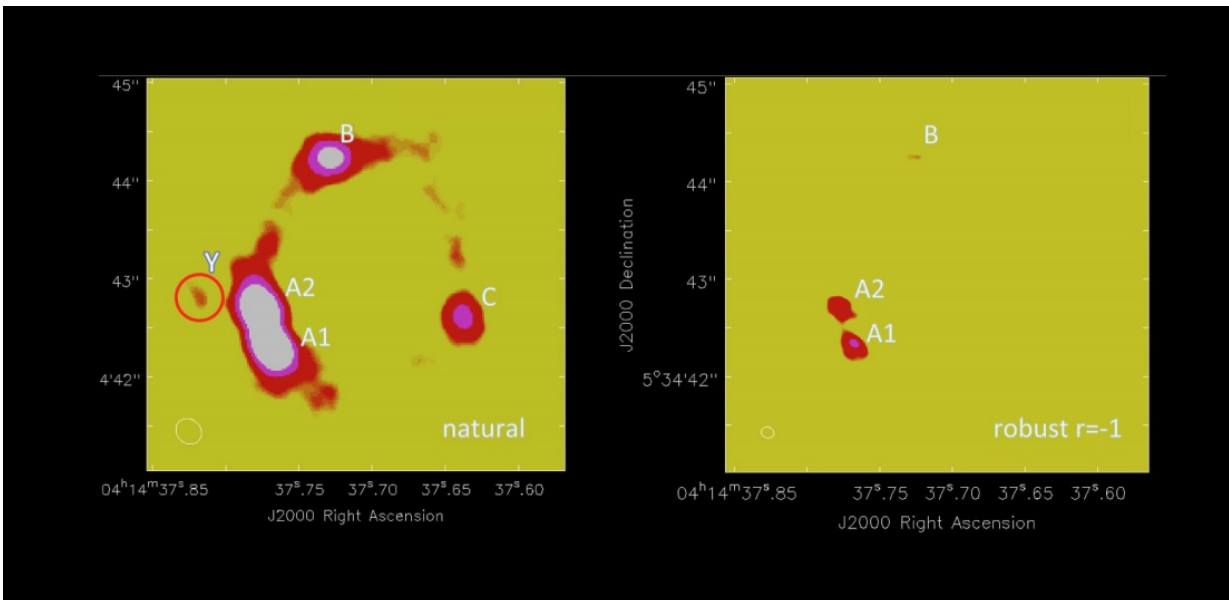 45"
B
44"
Y
43"
A2
C
A1
4'42"
natural
04ʰ14ᵐ37ˢ.85 37ˢ.75 37ˢ.70 37ˢ.65 37ˢ.60
J2000 Right Ascension
J2000 Declination
45"
B
44"
43"
A2
A1
5°34'42"
robust r=-1
04ʰ14ᵐ37ˢ.85 37ˢ.75 37ˢ.70 37ˢ.65 37ˢ.60
J2000 Right Ascension